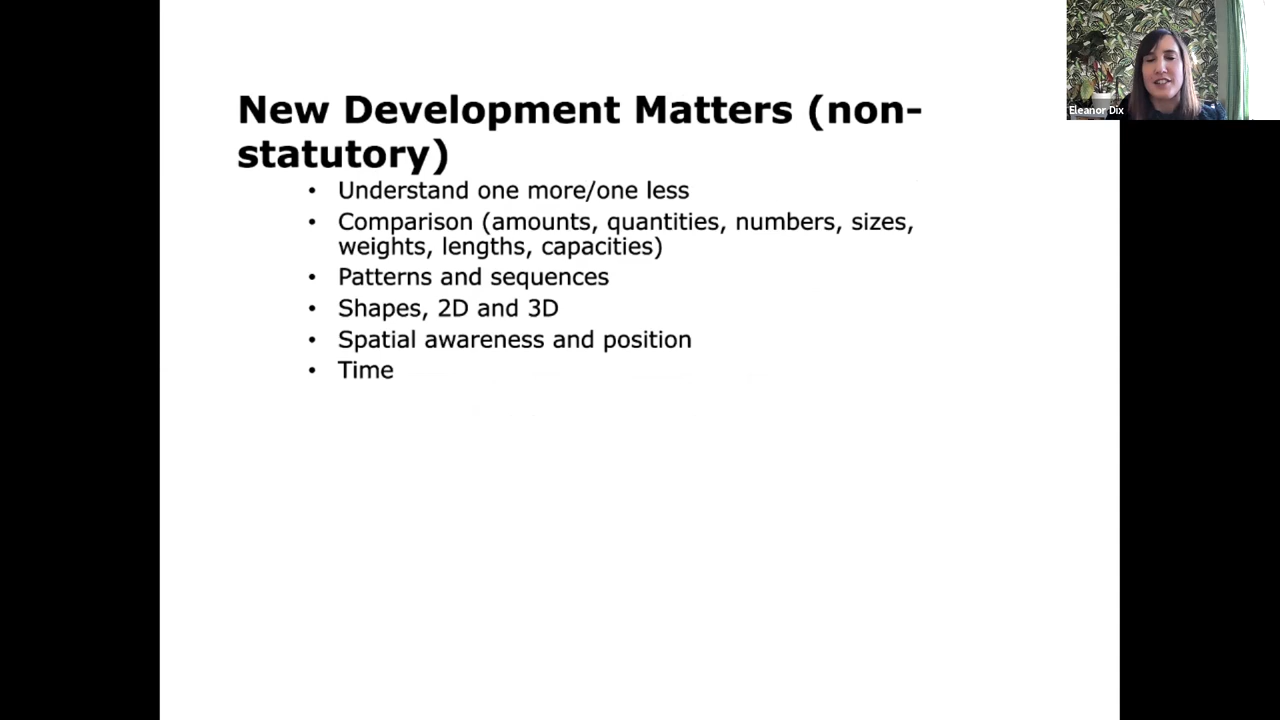 New Development Matters (non-
statutory)
• Understand one more/one less
• Comparison (amounts, quantities, numbers, sizes,
weights, lengths, capacities)
• Patterns and sequences
• Shapes, 2D and 3D
• Spatial awareness and position
• Time
Eleanor Dix